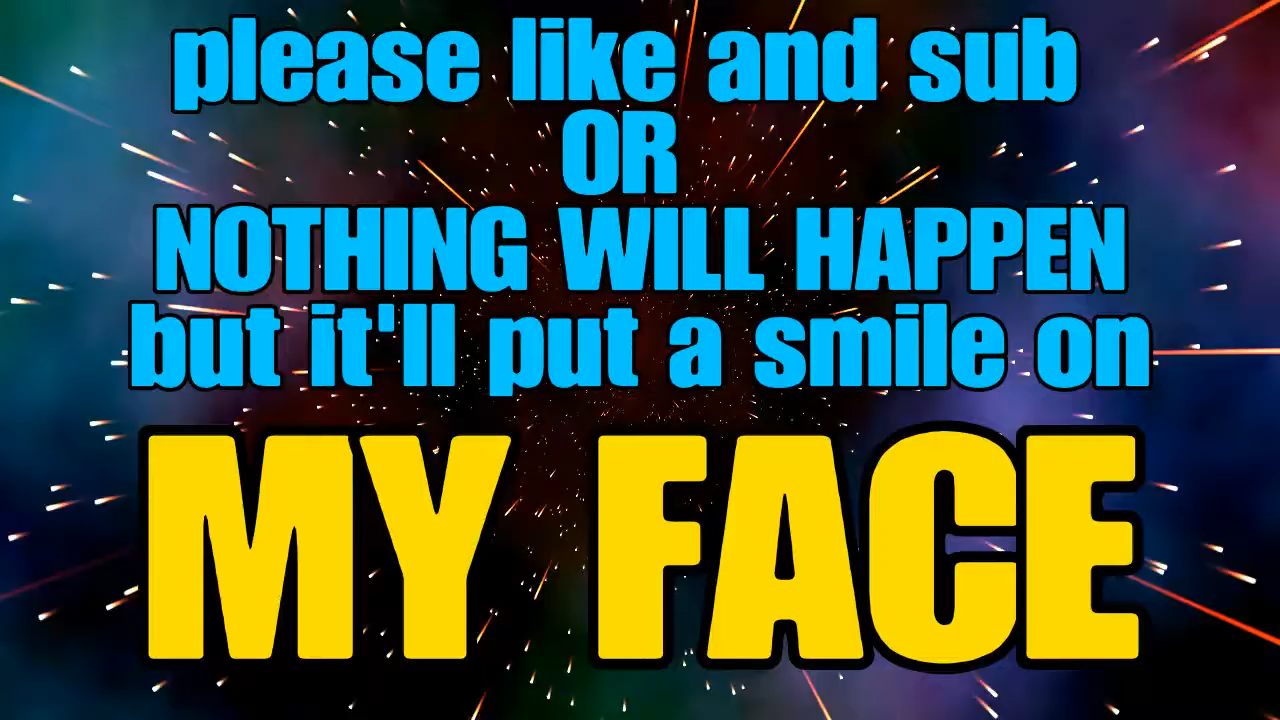 please like and sub
OR
NOTHING WILL HAPPEN
but it'll put a smile on
MY FACE